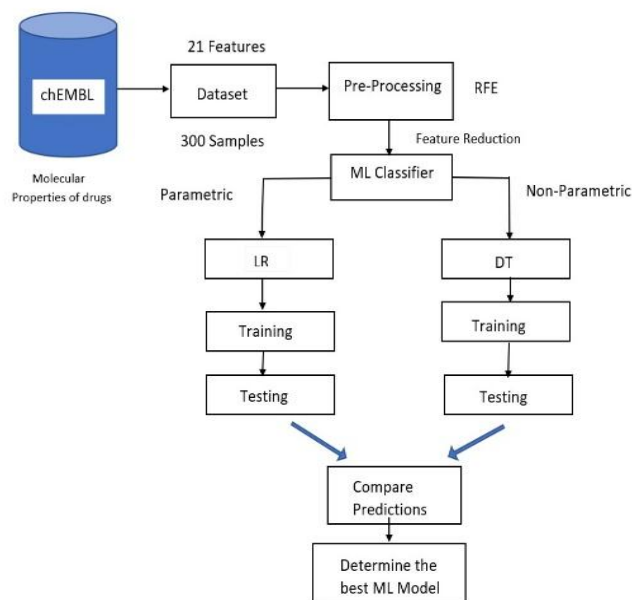 21 Features
chEMBL
Dataset
Pre-Processing
RFE
300 Samples
Feature Reduction
Molecular
Properties of drugs
ML Classifier
Parametric
Non-Parametric
LR
DT
Training
Training
Testing
Testing
Compare
Predictions
Determine the
best ML Model